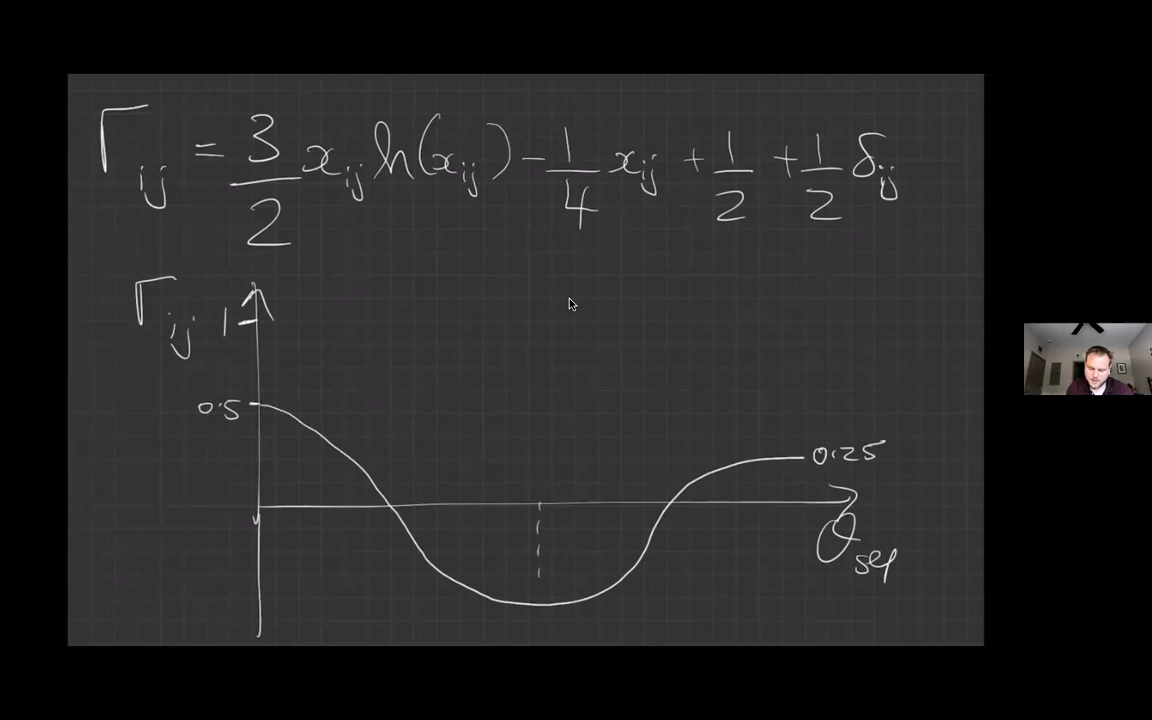 Γij = 3/2 xij ln(xij) - 1/4 xij + 1/2 + 1/2 δij
Γij
1
0.5
0.25
θsep